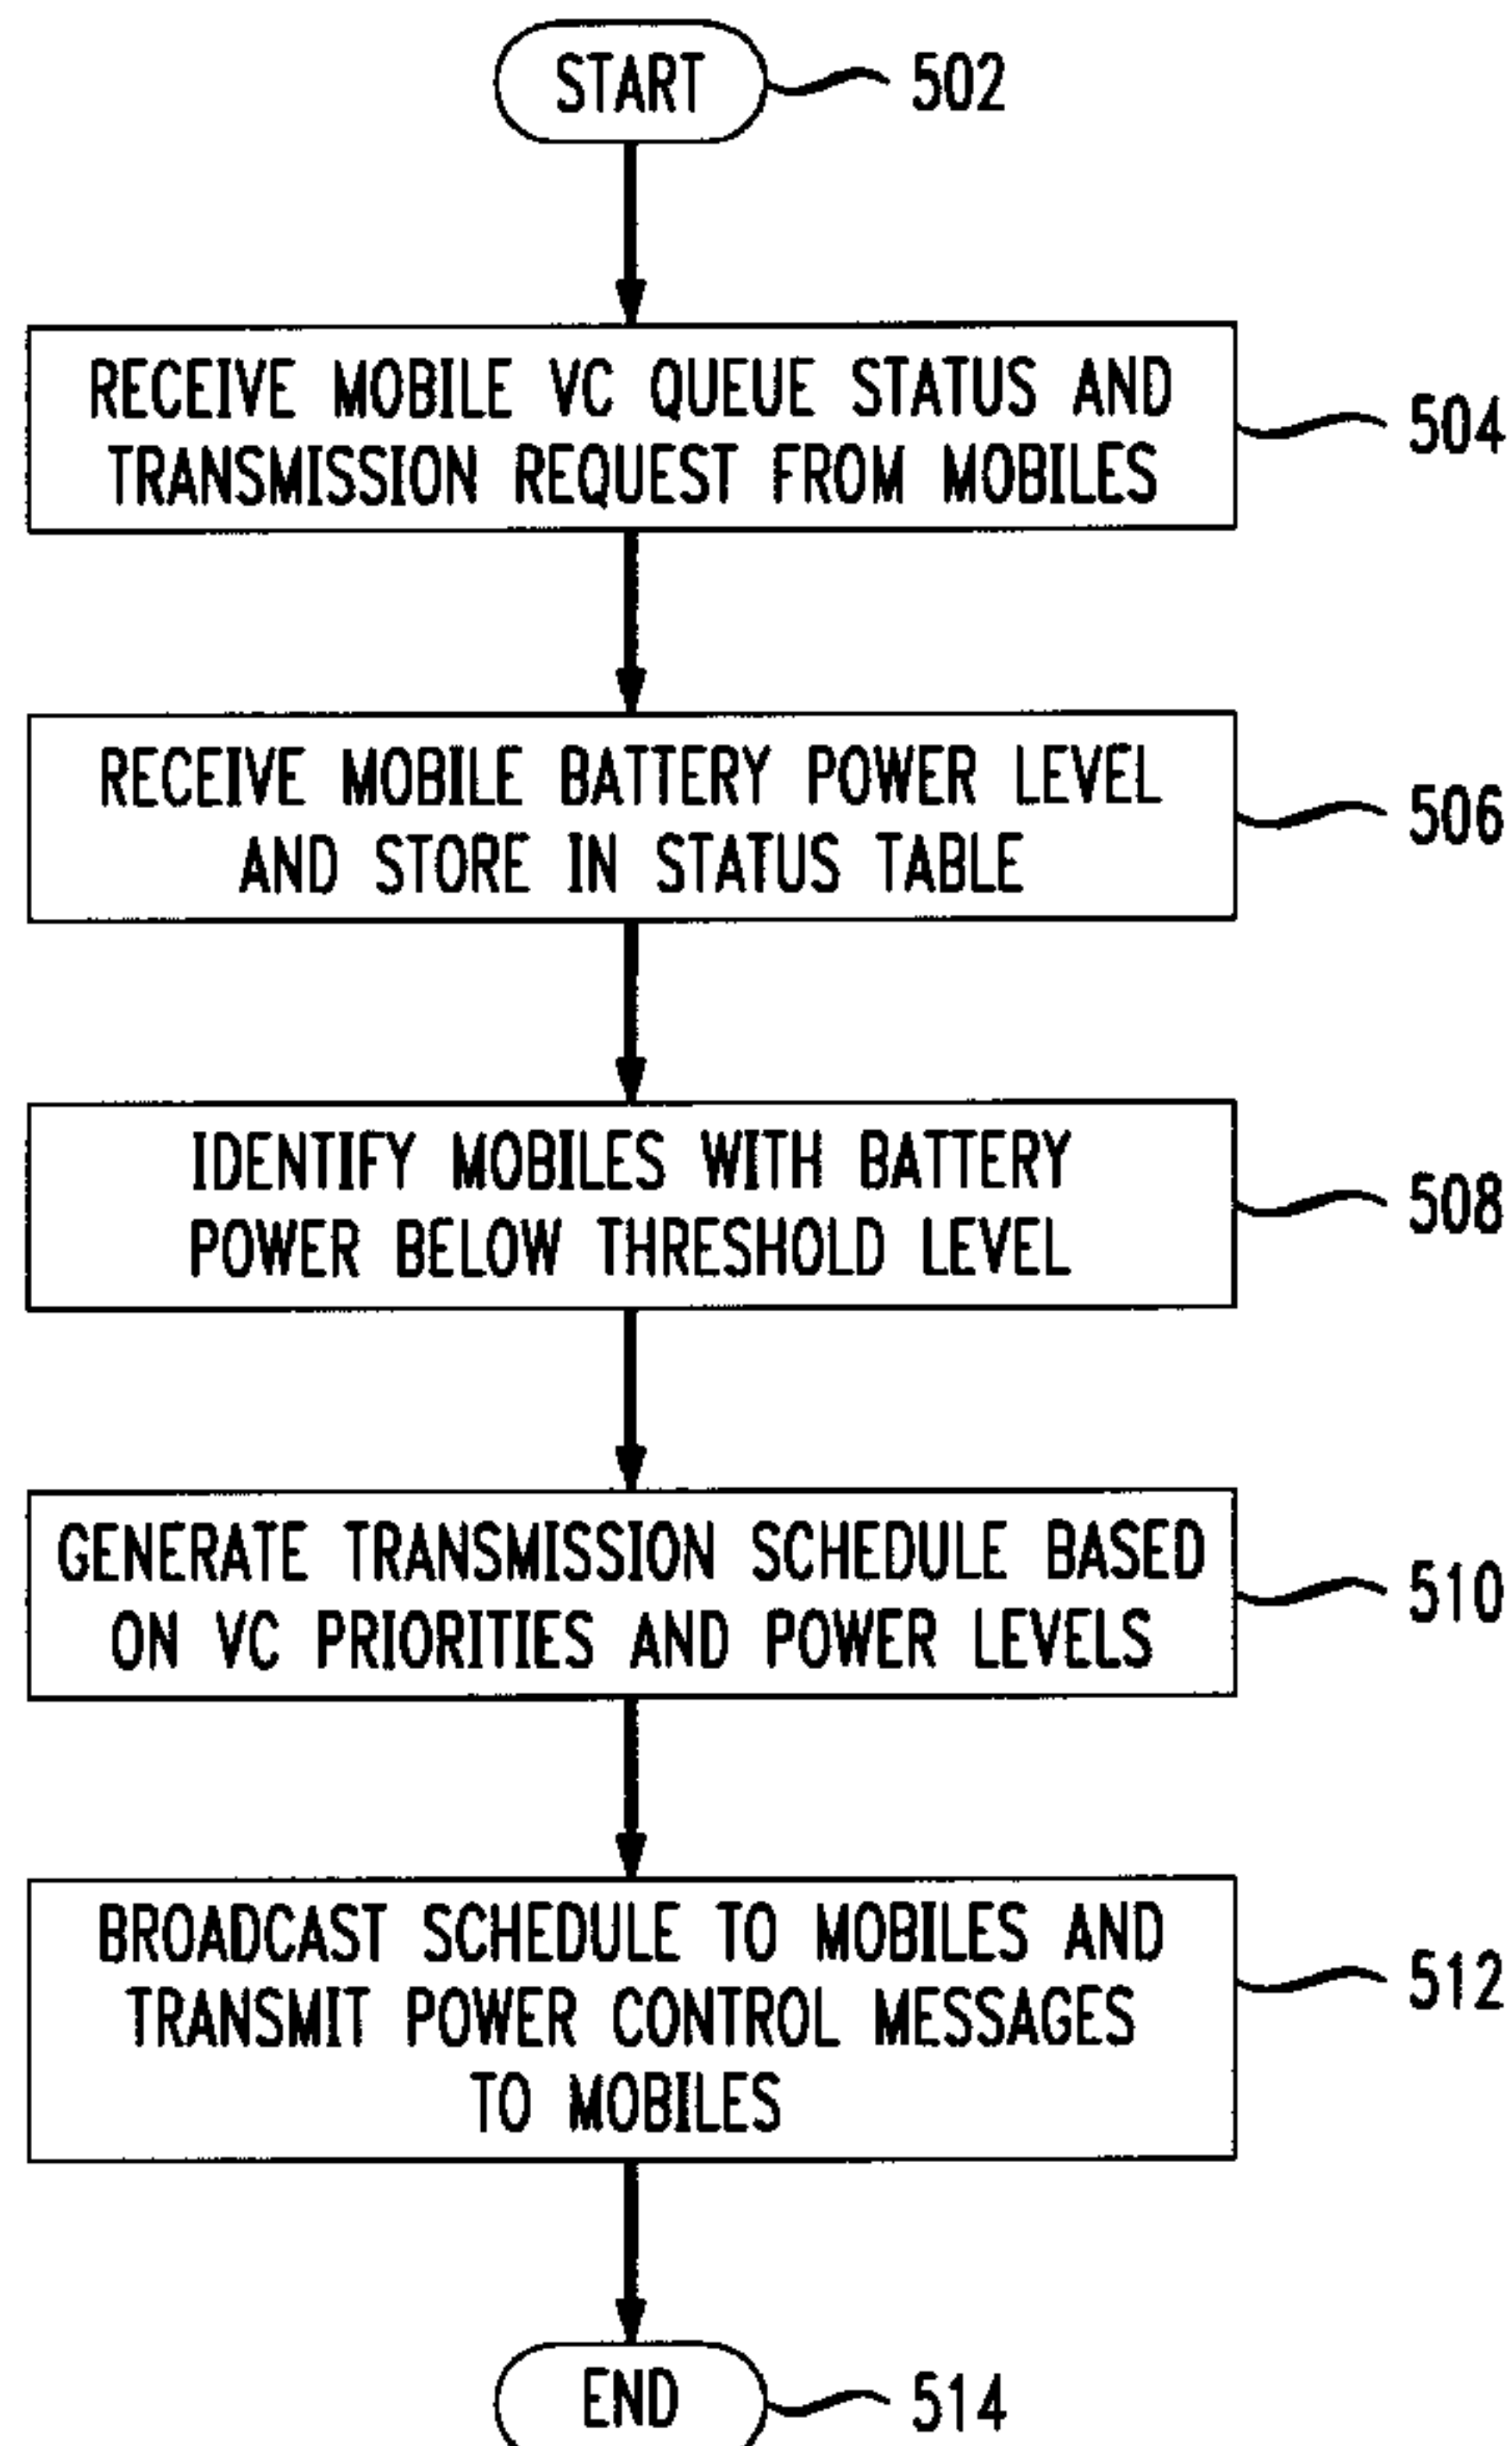 START 502
RECEIVE MOBILE VC QUEUE STATUS AND
TRANSMISSION REQUEST FROM MOBILES
504
RECEIVE MOBILE BATTERY POWER LEVEL
AND STORE IN STATUS TABLE
506
IDENTIFY MOBILES WITH BATTERY
POWER BELOW THRESHOLD LEVEL
508
GENERATE TRANSMISSION SCHEDULE BASED
ON VC PRIORITIES AND POWER LEVELS
510
BROADCAST SCHEDULE TO MOBILES AND
TRANSMIT POWER CONTROL MESSAGES
TO MOBILES
512
END 514